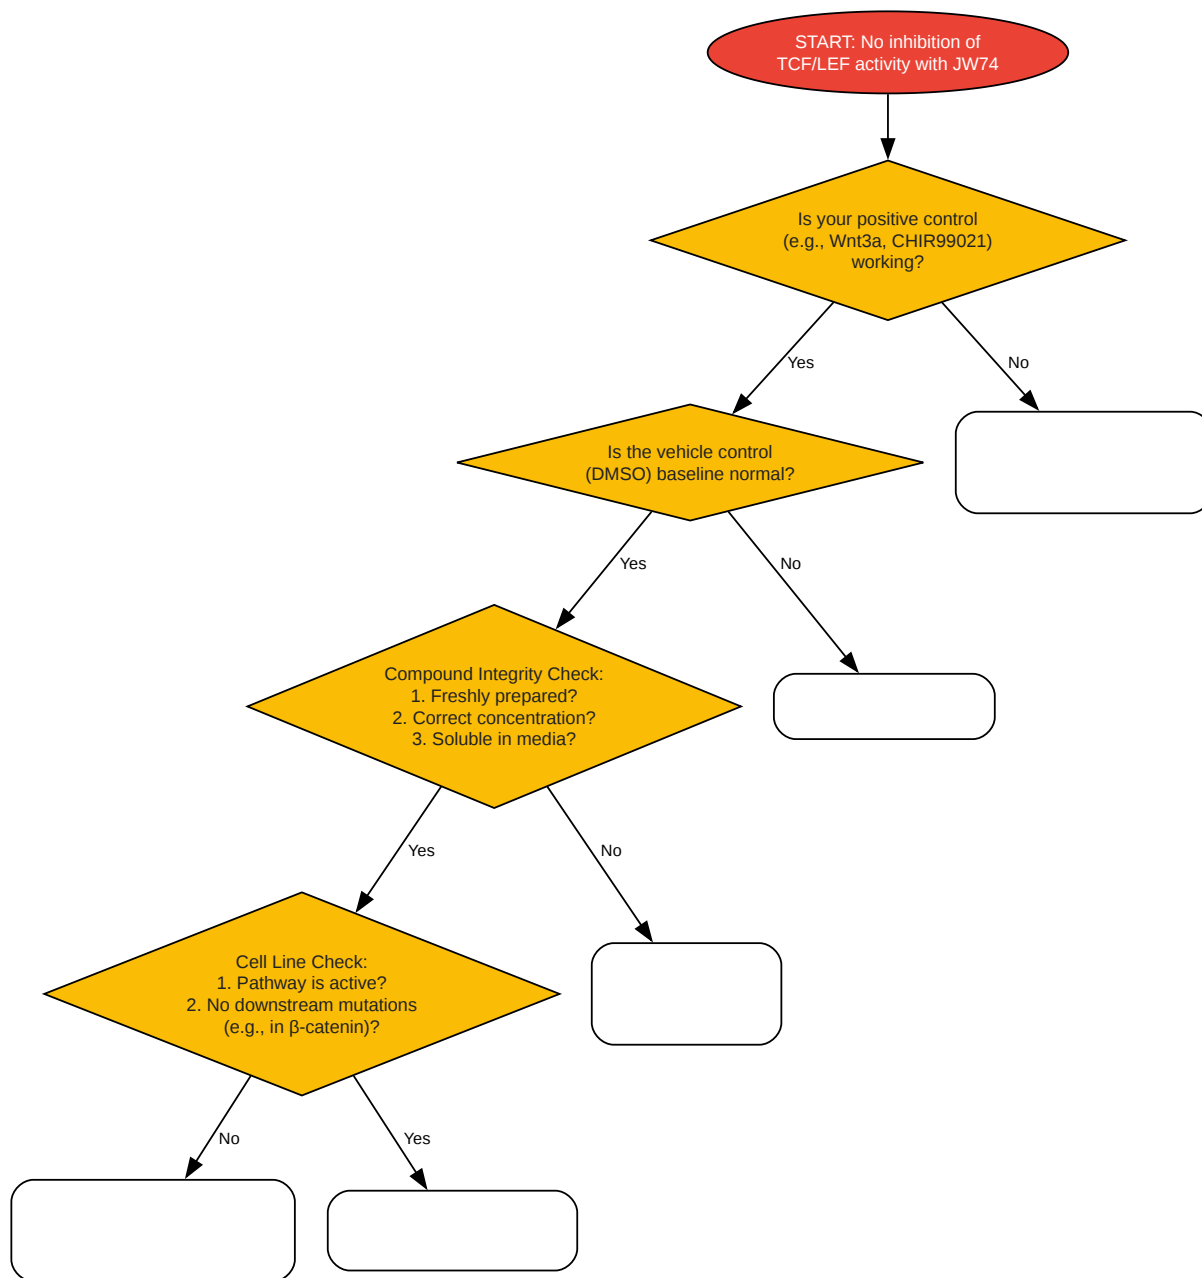 START: No inhibition of
TCF/LEF activity with JW74
Is your positive control
(e.g., Wnt3a, CHIR99021)
working?
Yes
No
Is the vehicle control
(DMSO) baseline normal?
Yes
No
Compound Integrity Check:
1. Freshly prepared?
2. Correct concentration?
3. Soluble in media?
Yes
No
Cell Line Check:
1. Pathway is active?
2. No downstream mutations
(e.g., in β-catenin)?
No
Yes